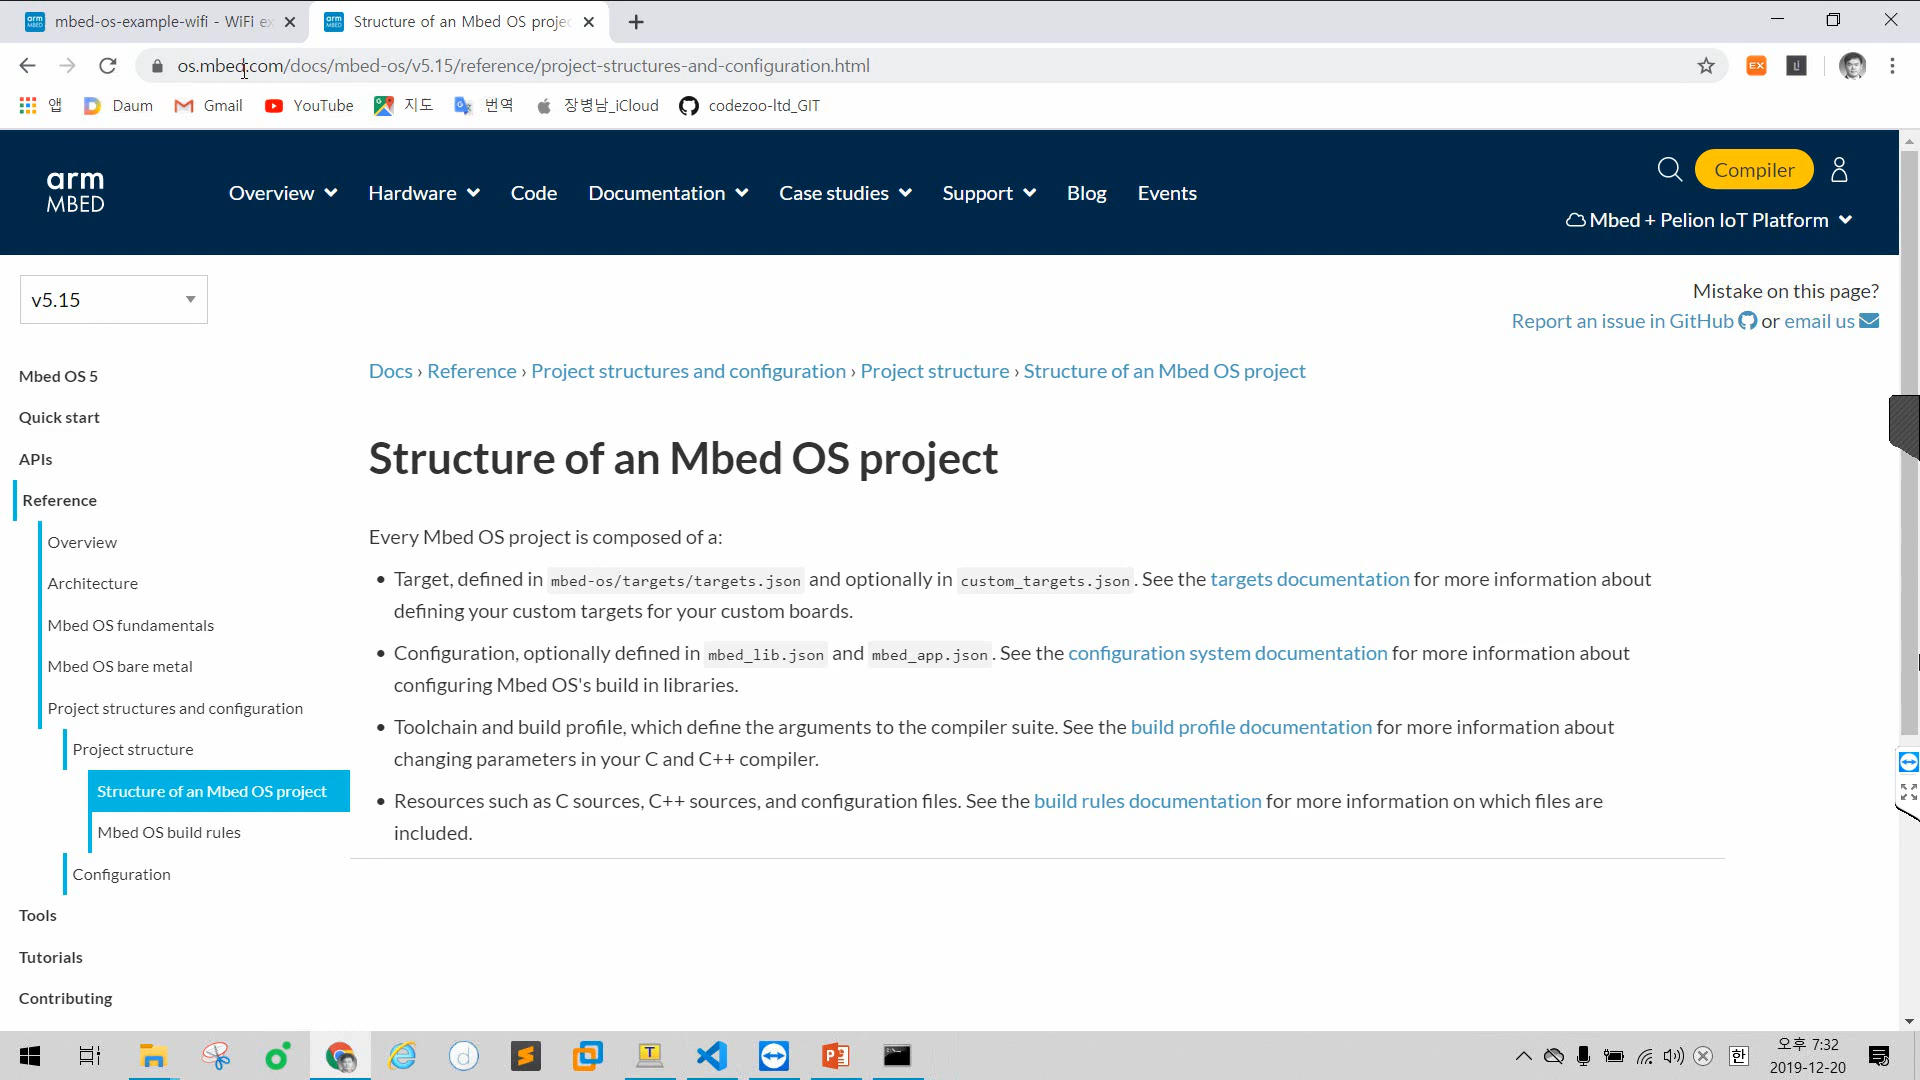 mbed-os-example-wifi - WiFi ex
Structure of an Mbed OS projec
os.mbed.com/docs/mbed-os/v5.15/reference/project-structures-and-configuration.html
앱
Daum
Gmail
YouTube
지도
번역
장병남_iCloud
codezoo-ltd_GIT
arm
MBED
Overview
Hardware
Code
Documentation
Case studies
Support
Blog
Events
Compiler
Mbed + Pelion IoT Platform
v5.15
Mistake on this page?
Report an issue in GitHub or email us
Mbed OS 5
Quick start
APIs
Reference
Overview
Architecture
Mbed OS fundamentals
Mbed OS bare metal
Project structures and configuration
Project structure
Structure of an Mbed OS project
Mbed OS build rules
Configuration
Tools
Tutorials
Contributing
Docs › Reference › Project structures and configuration › Project structure › Structure of an Mbed OS project
Structure of an Mbed OS project
Every Mbed OS project is composed of a:
• Target, defined in mbed-os/targets/targets.json and optionally in custom_targets.json. See the targets documentation for more information about
defining your custom targets for your custom boards.
• Configuration, optionally defined in mbed_lib.json and mbed_app.json. See the configuration system documentation for more information about
configuring Mbed OS's build in libraries.
• Toolchain and build profile, which define the arguments to the compiler suite. See the build profile documentation for more information about
changing parameters in your C and C++ compiler.
• Resources such as C sources, C++ sources, and configuration files. See the build rules documentation for more information on which files are
included.
한
오후 7:32
2019-12-20